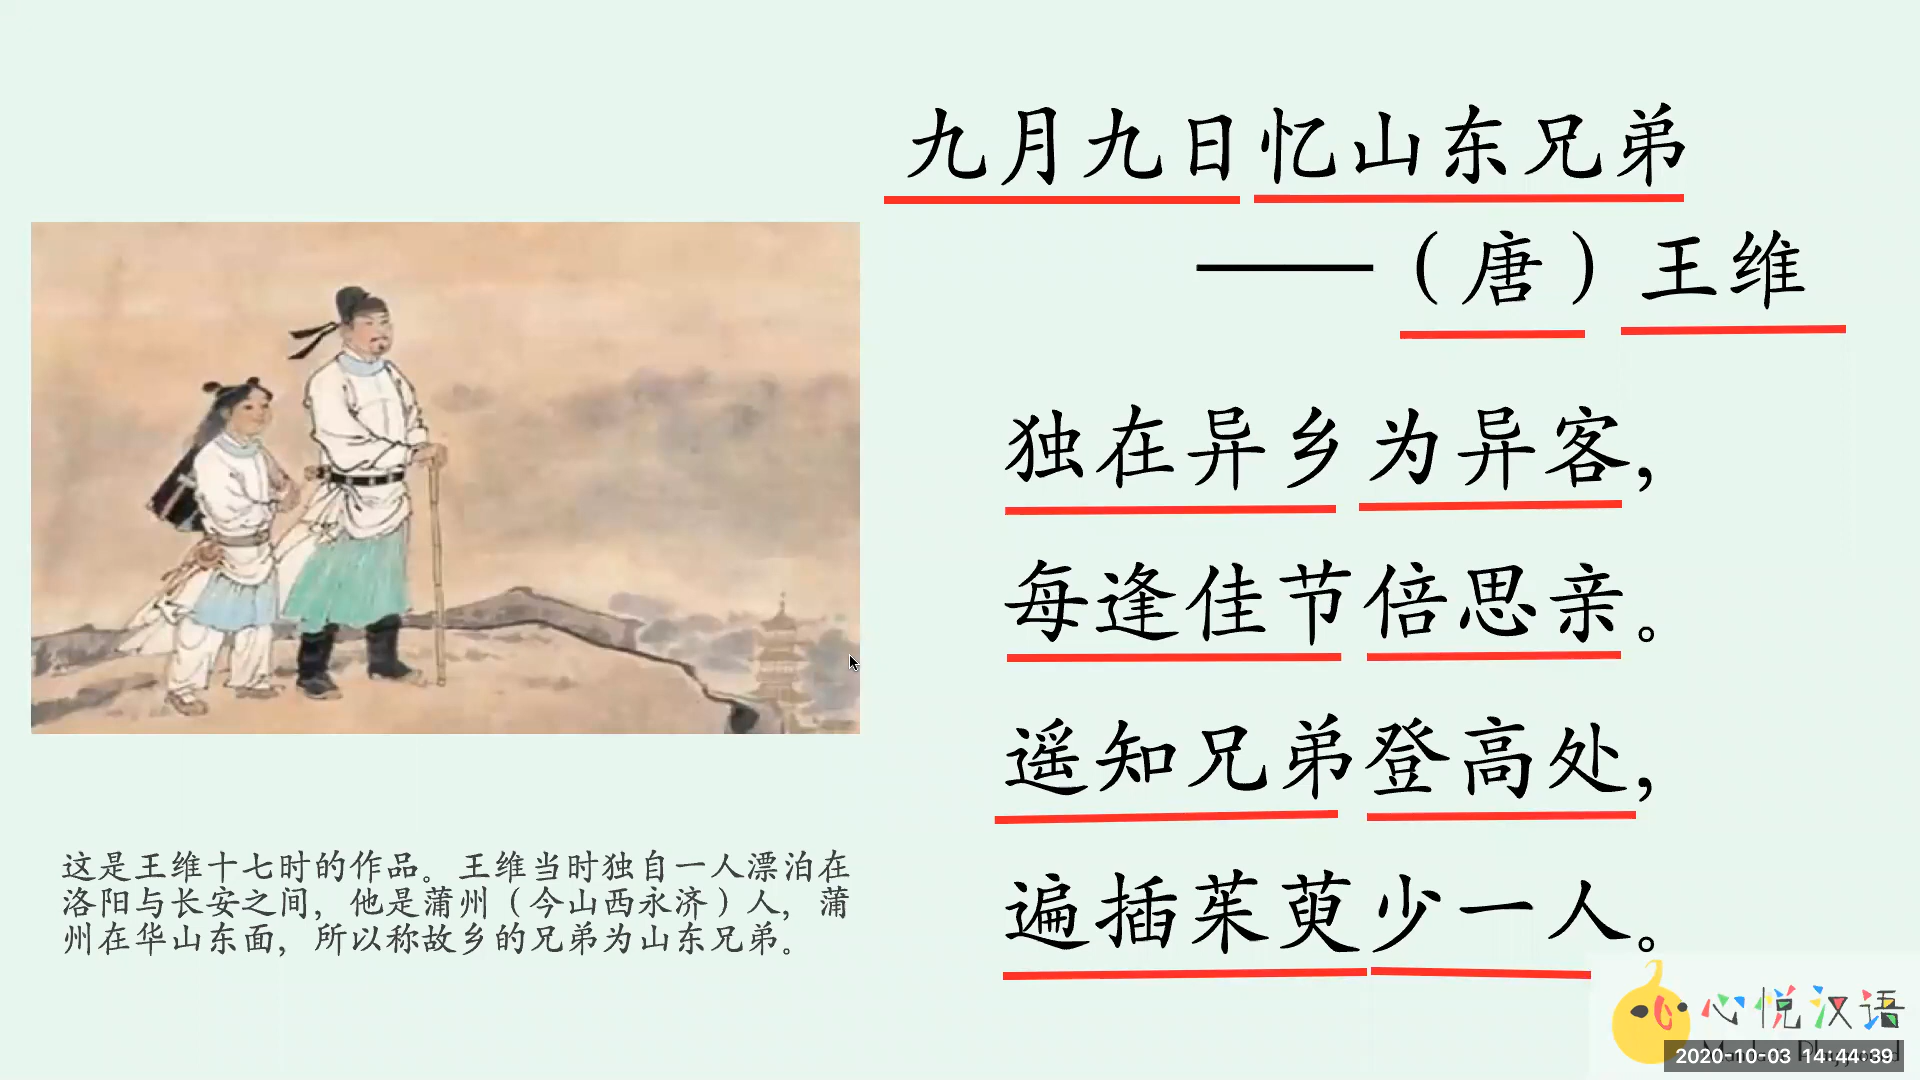 九月九日忆山东兄弟
——（唐）王维
独在异乡为异客，
每逢佳节倍思亲。
遥知兄弟登高处，
遍插茱萸少一人。
这是王维十七时的作品。王维当时独自一人漂泊在
洛阳与长安之间，他是蒲州（今山西永济）人，蒲
州在华山东面，所以称故乡的兄弟为山东兄弟。
心悦汉语
2020-10-03 14:44:39